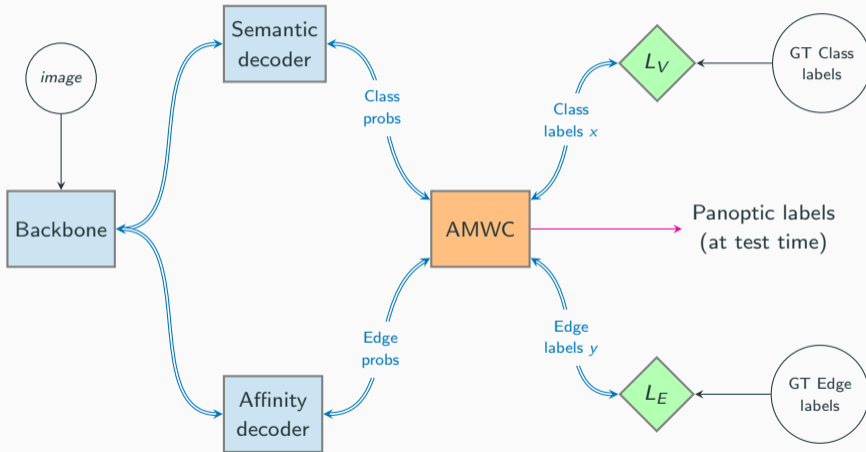 image
Backbone
Semantic
decoder
Affinity
decoder
Class
probs
Edge
probs
AMWC
Class
labels x
Edge
labels y
L_V
L_E
GT Class
labels
GT Edge
labels
Panoptic labels
(at test time)